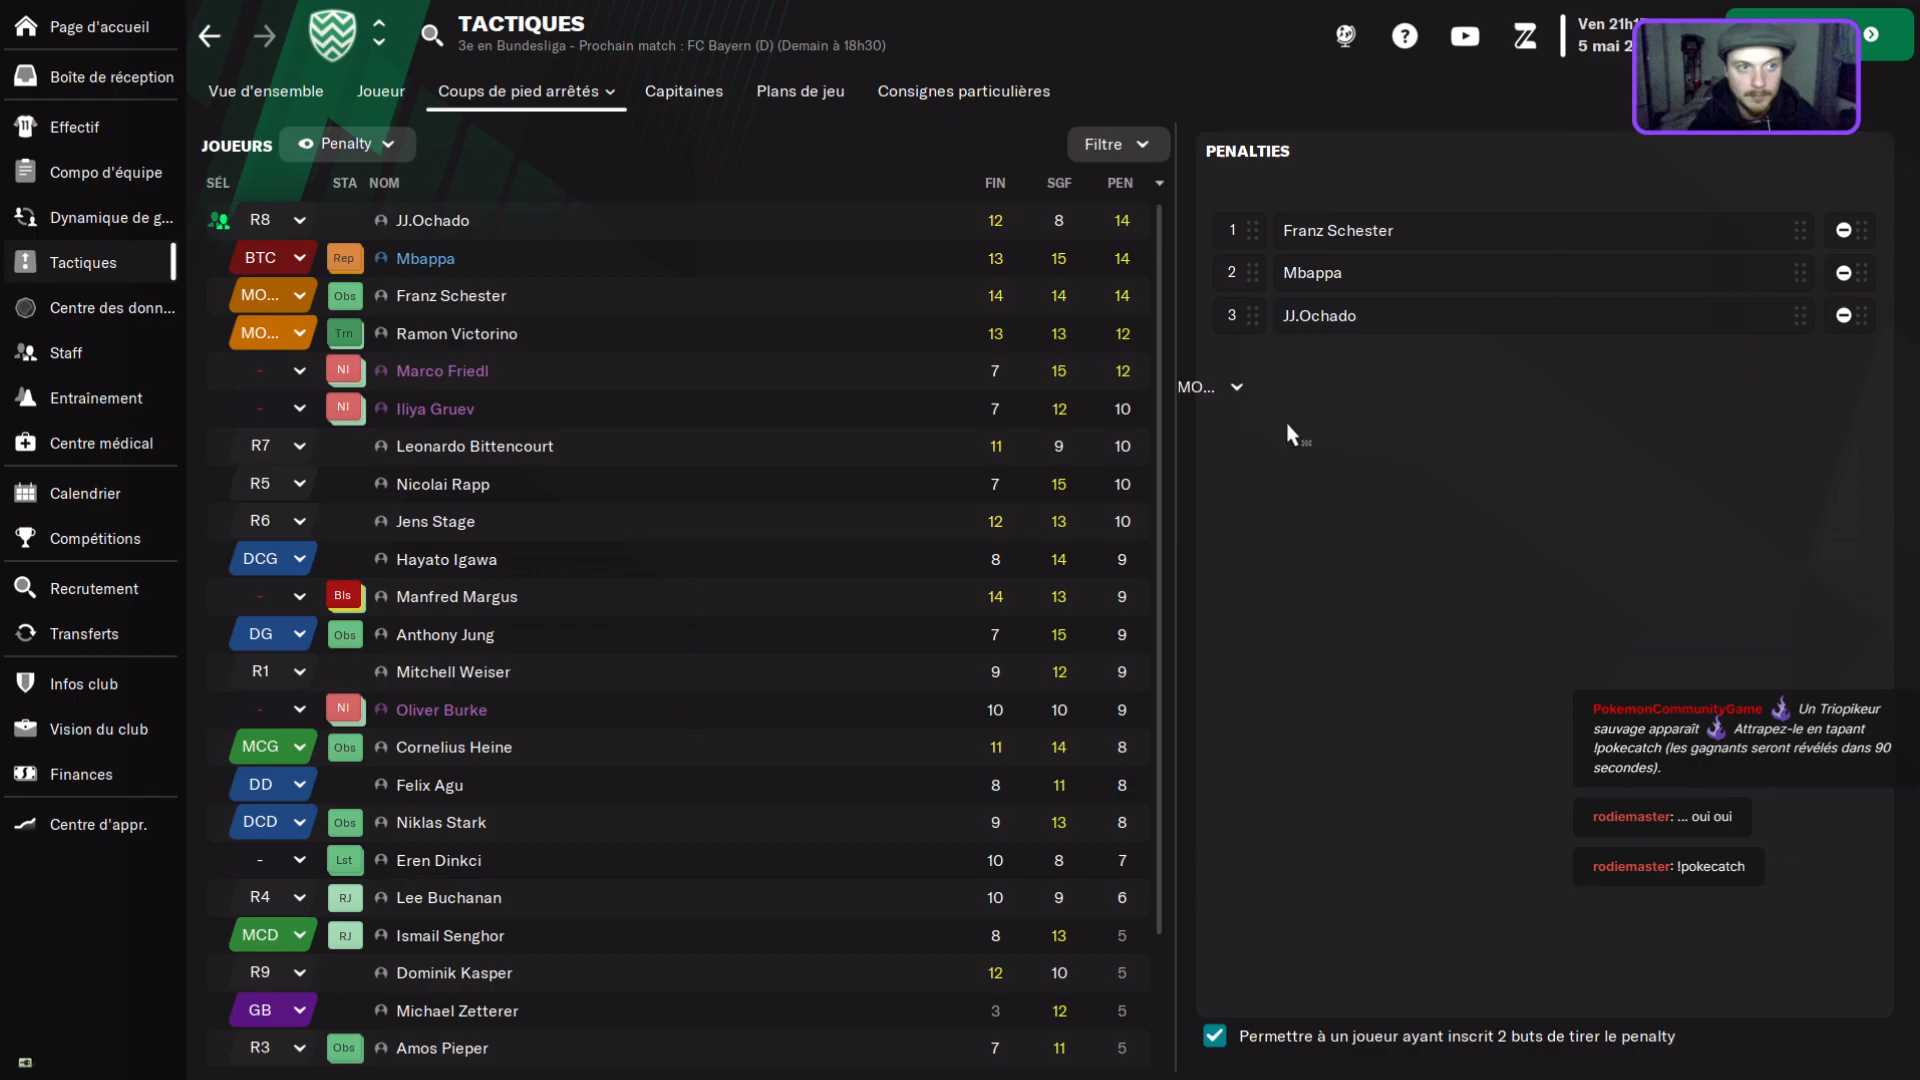 Page d'accueil
Boîte de réception
Effectif
Compo d'équipe
Dynamique de g...
Tactiques
Centre des donn...
Staff
Entraînement
Centre médical
Calendrier
Compétitions
Recrutement
Transferts
Infos club
Vision du club
Finances
Centre d'appr.
TACTIQUES
3e en Bundesliga - Prochain match : FC Bayern (D) (Demain à 18h30)
Ven 21h
5 mai 2
Vue d'ensemble Joueur Coups de pied arrêtés Capitaines Plans de jeu Consignes particulières
JOUEURS Penalty Filtre
SÉL STA NOM FIN SGF PEN
R8 JJ.Ochado 12 8 14
BTC Rep Mbappa 13 15 14
MO... Obs Franz Schester 14 14 14
MO... Trn Ramon Victorino 13 13 12
- NI Marco Friedl 7 15 12
- NI Iliya Gruev 7 12 10
R7 Leonardo Bittencourt 11 9 10
R5 Nicolai Rapp 7 15 10
R6 Jens Stage 12 13 10
DCG Hayato Igawa 8 14 9
- Bls Manfred Margus 14 13 9
DG Obs Anthony Jung 7 15 9
R1 Mitchell Weiser 9 12 9
- NI Oliver Burke 10 10 9
MCG Obs Cornelius Heine 11 14 8
DD Felix Agu 8 11 8
DCD Obs Niklas Stark 9 13 8
- Lst Eren Dinkci 10 8 7
R4 RJ Lee Buchanan 10 9 6
MCD RJ Ismail Senghor 8 13 5
R9 Dominik Kasper 12 10 5
GB Michael Zetterer 3 12 5
R3 Obs Amos Pieper 7 11 5
PENALTIES
1 Franz Schester
2 Mbappa
3 JJ.Ochado
MO...
PokemonCommunityGame Un Triopikeur
sauvage apparaît Attrapez-le en tapant
!pokecatch (les gagnants seront révélés dans 90
secondes).
rodiemaster: ... oui oui
rodiemaster: !pokecatch
Permettre à un joueur ayant inscrit 2 buts de tirer le penalty